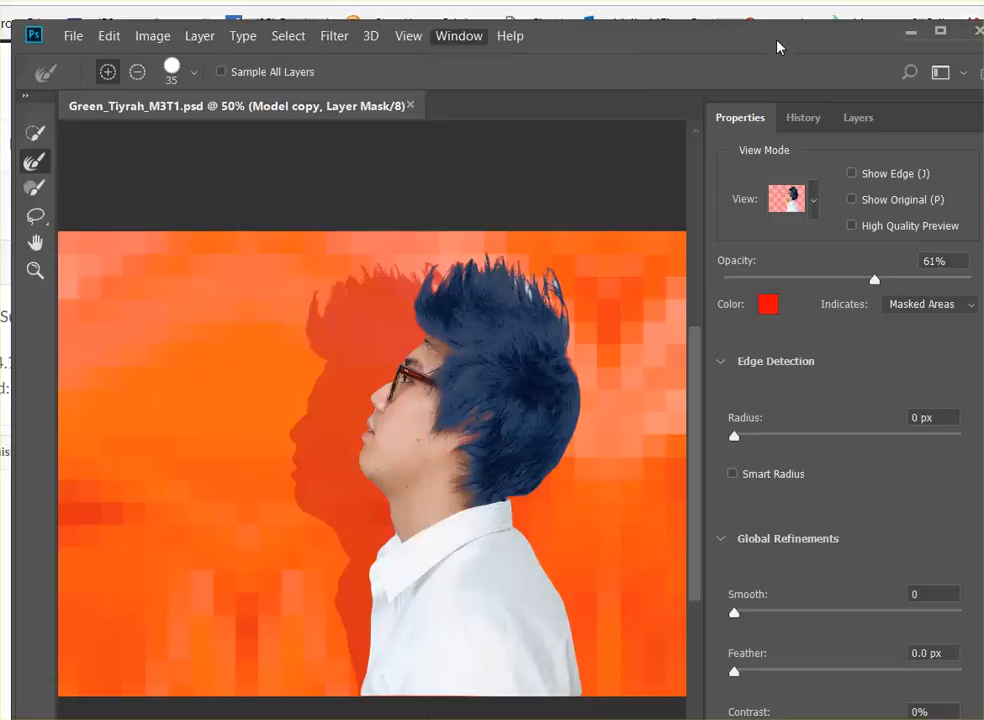 Ps File Edit Image Layer Type Select Filter 3D View Window Help
35 Sample All Layers
Green_Tiyrah_M3T1.psd @ 50% (Model copy, Layer Mask/8) ×
Properties History Layers
View Mode
View:
Show Edge (J)
Show Original (P)
High Quality Preview
Opacity: 61%
Color: Indicates: Masked Areas
Edge Detection
Radius: 0 px
Smart Radius
Global Refinements
Smooth: 0
Feather: 0.0 px
Contrast: 0%